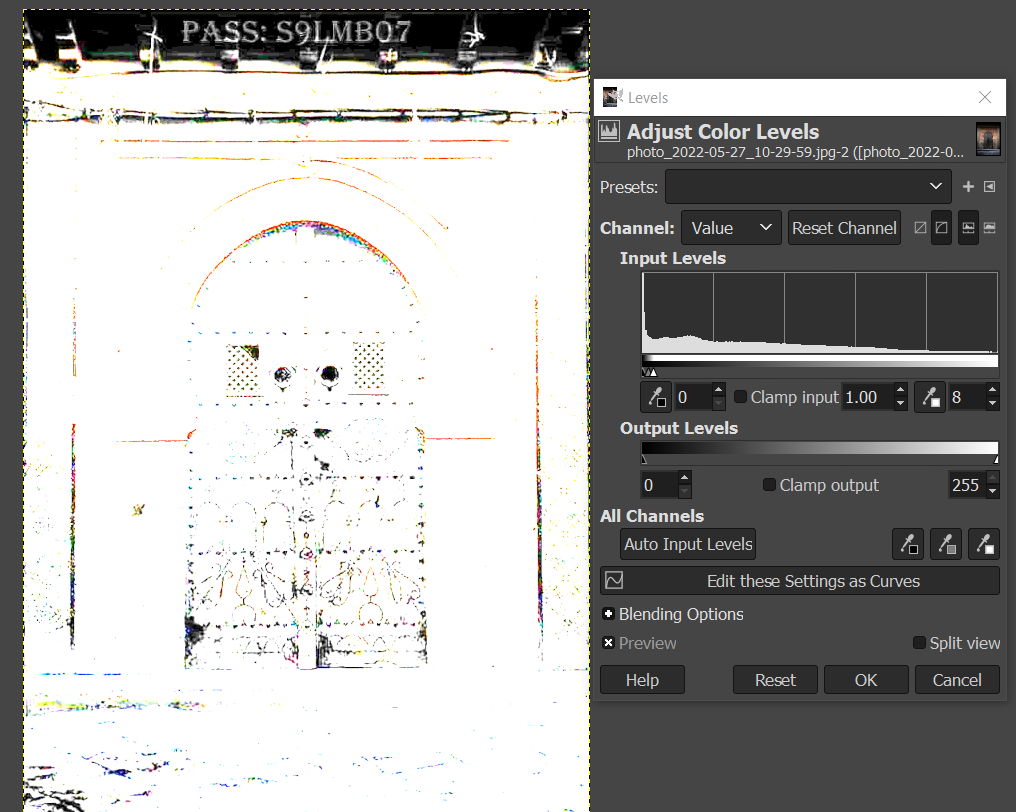 PASS: S9LMB07
Levels
Adjust Color Levels
photo_2022-05-27_10-29-59.jpg-2 ([photo_2022-0...
Presets:
Channel: Value Reset Channel
Input Levels
0 Clamp input 1.00 8
Output Levels
0 Clamp output 255
All Channels
Auto Input Levels
Edit these Settings as Curves
Blending Options
Preview Split view
Help Reset OK Cancel